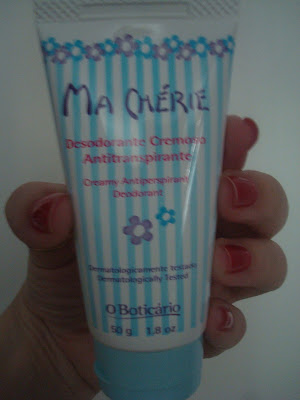 MA CHÉRIE
Desodorante Cremoso
Antitranspirante
Creamy Antiperspirant
Deodorant
Dermatologicamente testado
Dermatologically Tested
O Boticário
50 g 1.8 oz